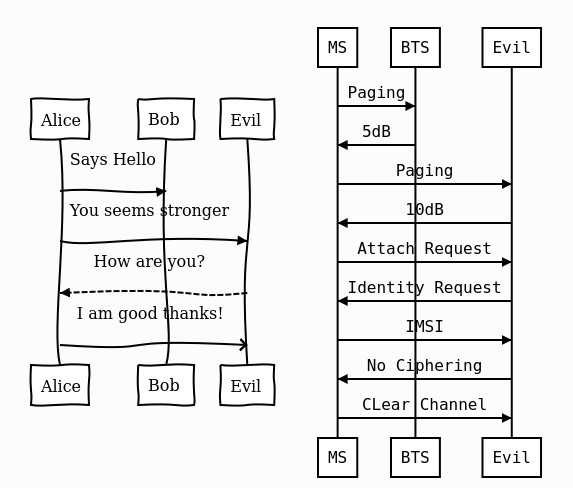 Alice Bob Evil
Says Hello
You seems stronger
How are you?
I am good thanks!
Alice Bob Evil
MS BTS Evil
Paging
5dB
Paging
10dB
Attach Request
Identity Request
IMSI
No Ciphering
CLear Channel
MS BTS Evil